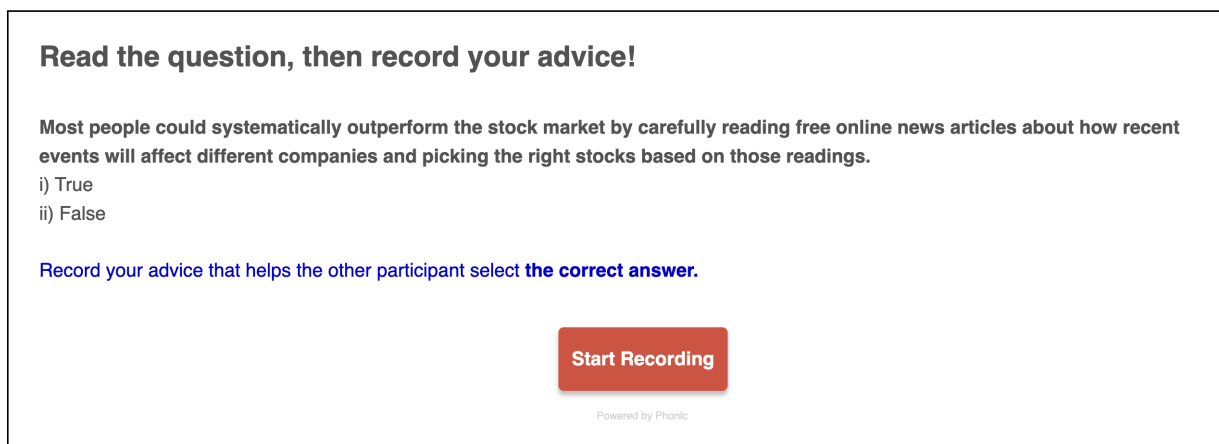 Read the question, then record your advice!
Most people could systematically outperform the stock market by carefully reading free online news articles about how recent
events will affect different companies and picking the right stocks based on those readings.
i) True
ii) False
Record your advice that helps the other participant select the correct answer.
Start Recording
Powered by Phonic